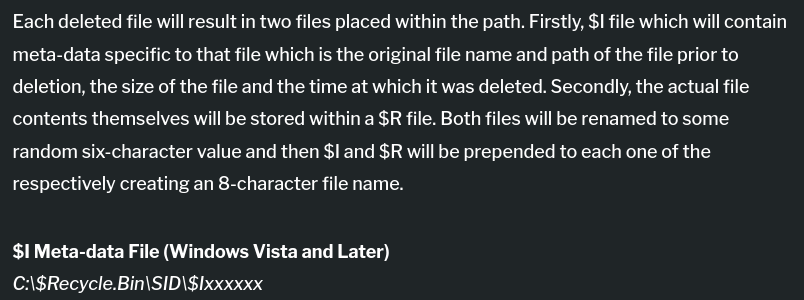 Each deleted file will result in two files placed within the path. Firstly, $I file which will contain
meta-data specific to that file which is the original file name and path of the file prior to
deletion, the size of the file and the time at which it was deleted. Secondly, the actual file
contents themselves will be stored within a $R file. Both files will be renamed to some
random six-character value and then $I and $R will be prepended to each one of the
respectively creating an 8-character file name.
$I Meta-data File (Windows Vista and Later)
C:\$Recycle.Bin\SID\$Ixxxxxx